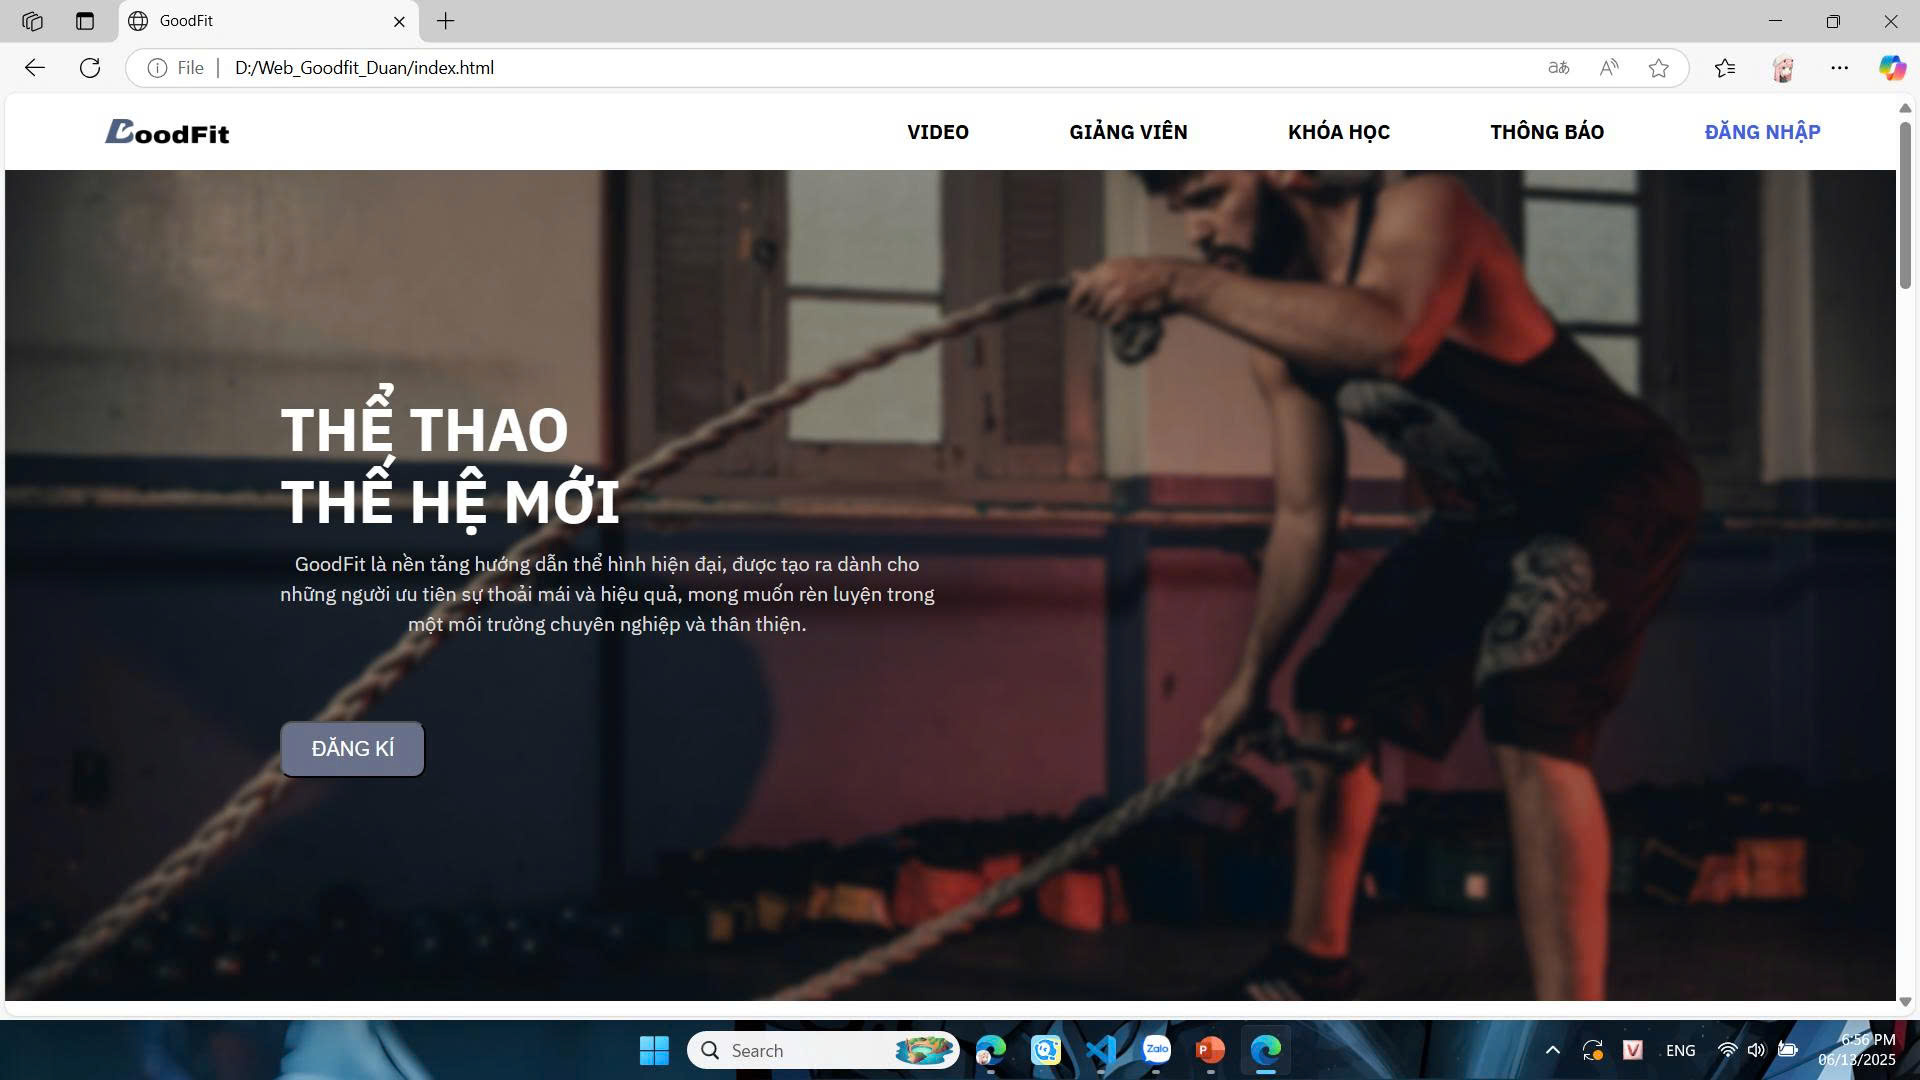 GoodFit
File
D:/Web_Goodfit_Duan/index.html
GoodFit
VIDEO
GIẢNG VIÊN
KHÓA HỌC
THÔNG BÁO
ĐĂNG NHẬP
THỂ THAO
THẾ HỆ MỚI
GoodFit là nền tảng hướng dẫn thể hình hiện đại, được tạo ra dành cho
những người ưu tiên sự thoải mái và hiệu quả, mong muốn rèn luyện trong
một môi trường chuyên nghiệp và thân thiện.
ĐĂNG KÍ
Search
Zalo
P
V
ENG
6:56 PM
06/13/2025